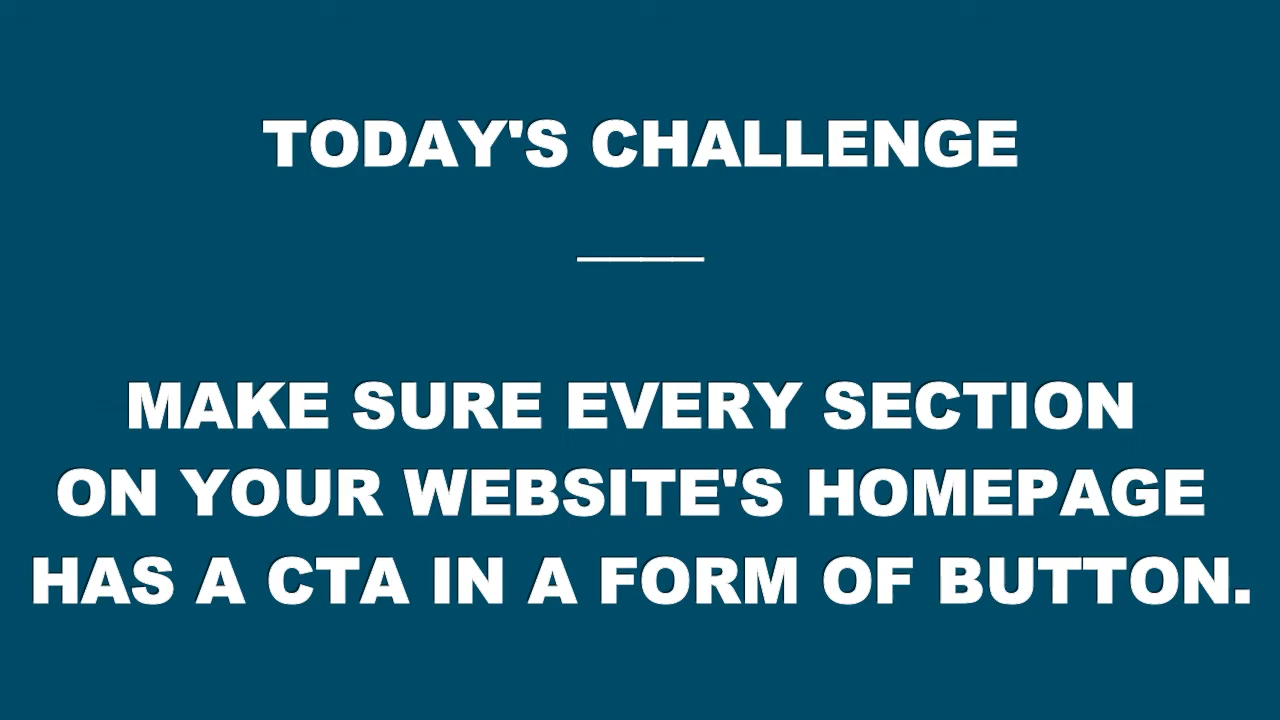 TODAY'S CHALLENGE
MAKE SURE EVERY SECTION
ON YOUR WEBSITE'S HOMEPAGE
HAS A CTA IN A FORM OF BUTTON.